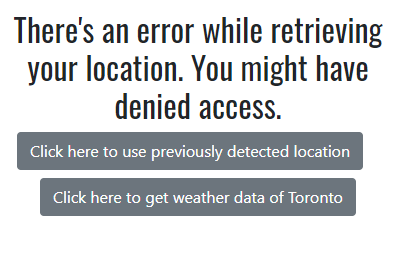 There's an error while retrieving
your location. You might have
denied access.
Click here to use previously detected location
Click here to get weather data of Toronto